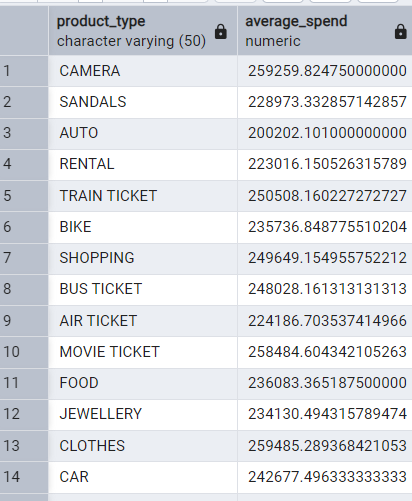 product_type average_spend
character varying (50) numeric
1 CAMERA 259259.824750000000
2 SANDALS 228973.332857142857
3 AUTO 200202.101000000000
4 RENTAL 223016.150526315789
5 TRAIN TICKET 250508.160227272727
6 BIKE 235736.848775510204
7 SHOPPING 249649.154955752212
8 BUS TICKET 248028.161313131313
9 AIR TICKET 224186.703537414966
10 MOVIE TICKET 258484.604342105263
11 FOOD 236083.365187500000
12 JEWELLERY 234130.494315789474
13 CLOTHES 259485.289368421053
14 CAR 242677.496333333333